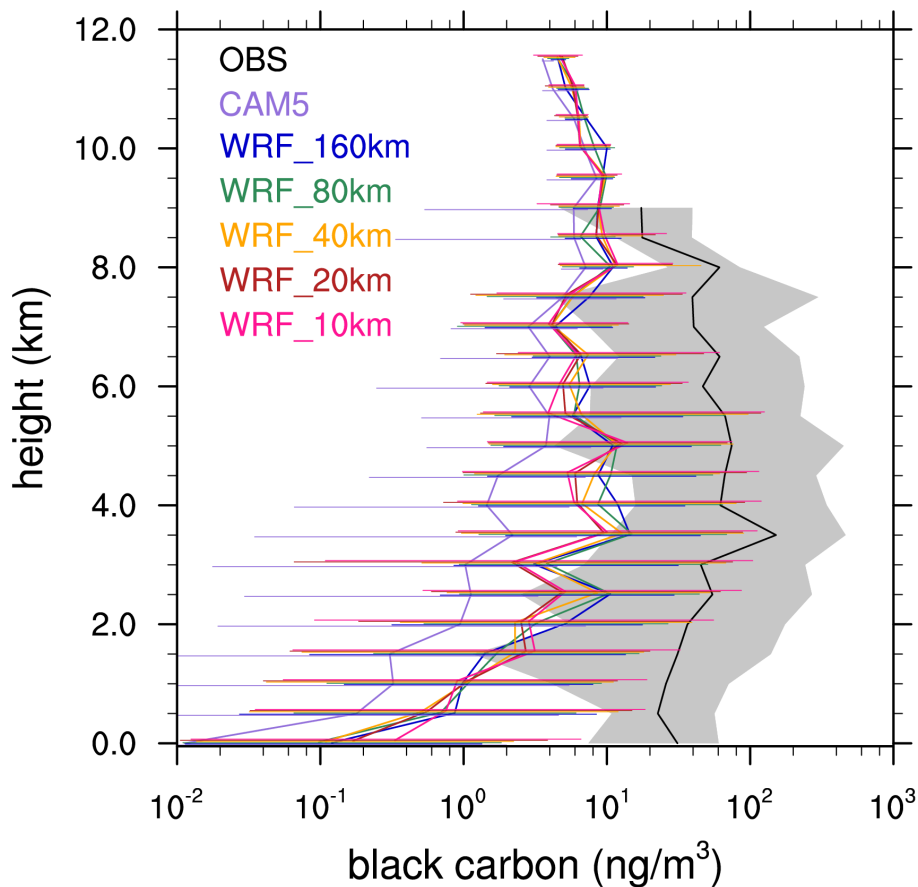 12.0
10.0
8.0
6.0
4.0
2.0
0.0
height (km)
OBS
CAM5
WRF_160km
WRF_80km
WRF_40km
WRF_20km
WRF_10km
10⁻² 10⁻¹ 10⁰ 10¹ 10² 10³
black carbon (ng/m³)